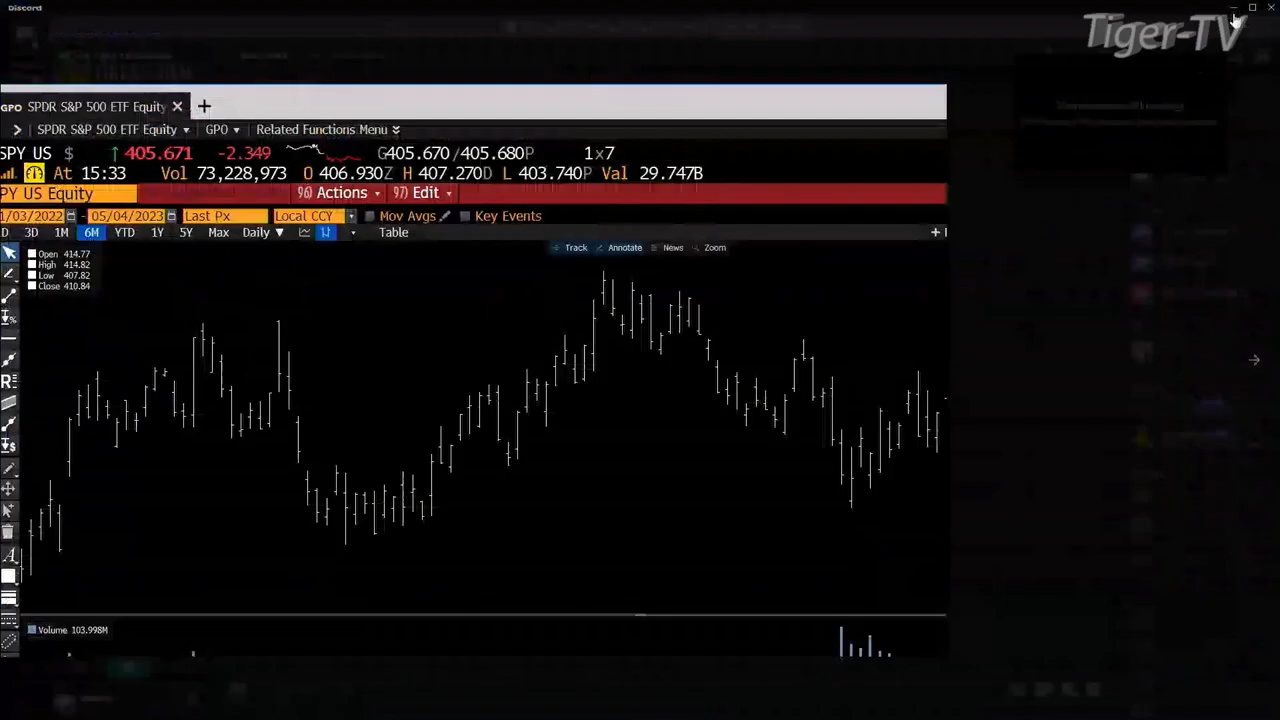 Discord
Tiger-TV
GPO SPDR S&P 500 ETF Equity × +
> SPDR S&P 500 ETF Equity GPO Related Functions Menu
SPY US $ ↑ 405.671 -2.349 G405.670/405.680P 1x7
At 15:33 Vol 73,228,973 O 406.930Z H 407.270D L 403.740P Val 29.747B
PY US Equity 96) Actions 97) Edit
1/03/2022 - 05/04/2023 Last Px Local CCY Mov Avgs Key Events
D 3D 1M 6M YTD 1Y 5Y Max Daily ▼ Table +
Track Annotate News Zoom
Open 414.77
High 414.82
Low 407.82
Close 410.84
Volume 103.998M